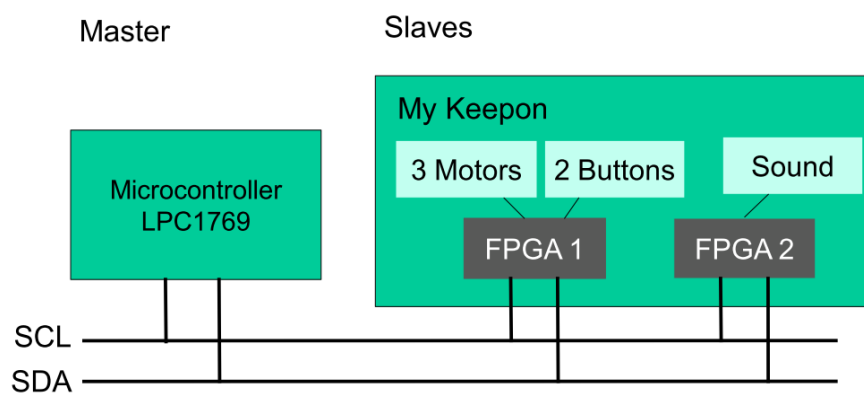 Master
Slaves
My Keepon
3 Motors
2 Buttons
Sound
Microcontroller
LPC1769
FPGA 1
FPGA 2
SCL
SDA